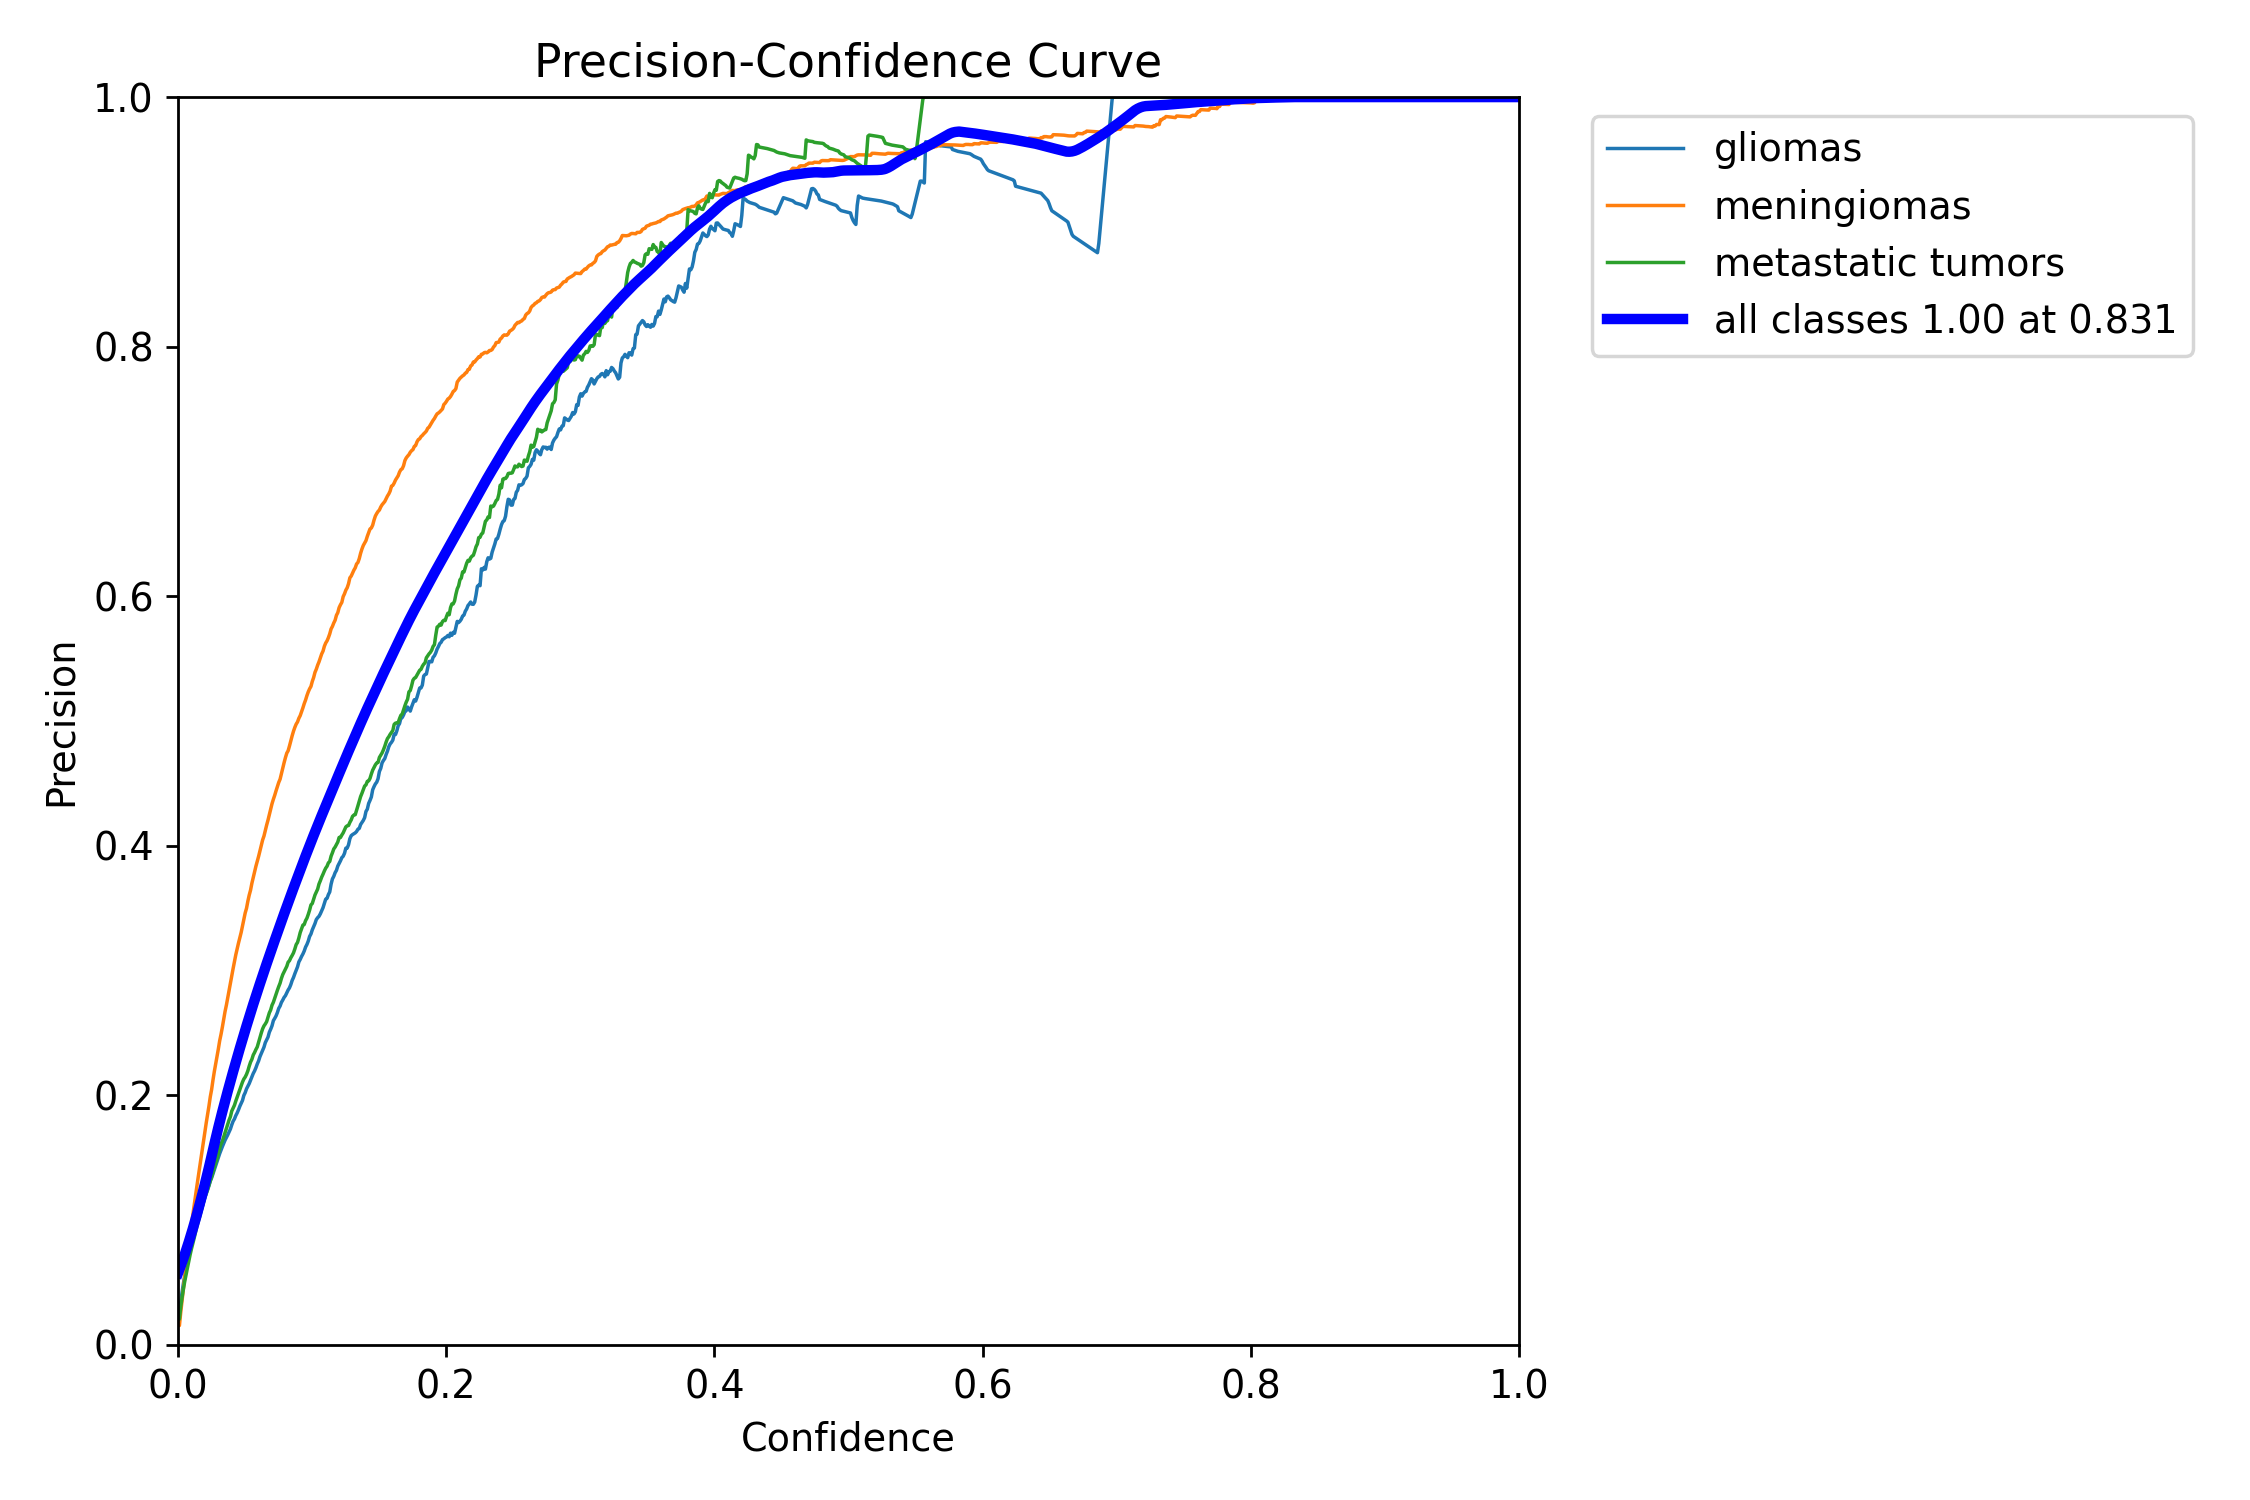 Precision-Confidence Curve
1.0
0.8
0.6
0.4
0.2
0.0
Precision
0.0 0.2 0.4 0.6 0.8 1.0
Confidence
gliomas
meningiomas
metastatic tumors
all classes 1.00 at 0.831